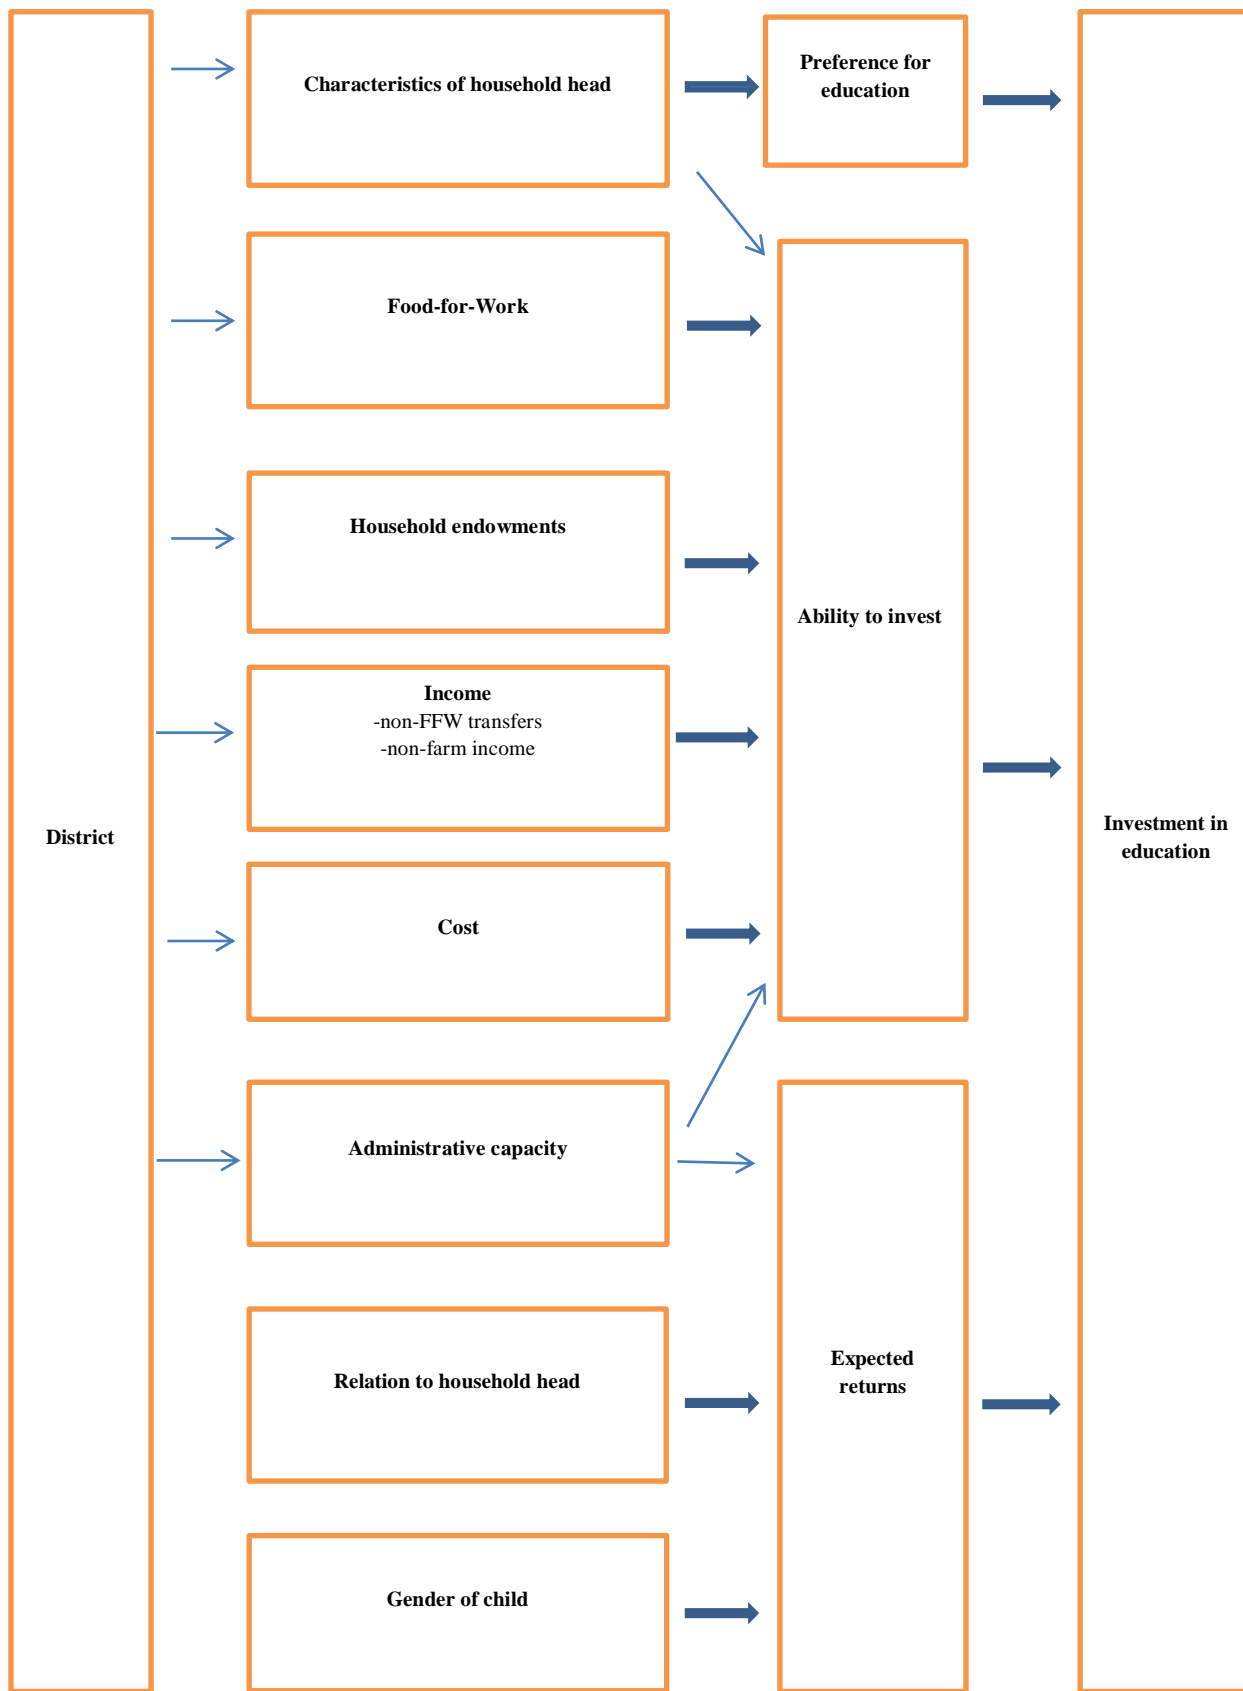 District
Characteristics of household head
Food-for-Work
Household endowments
Income
-non-FFW transfers
-non-farm income
Cost
Administrative capacity
Relation to household head
Gender of child
Preference for
education
Ability to invest
Expected
returns
Investment in
education